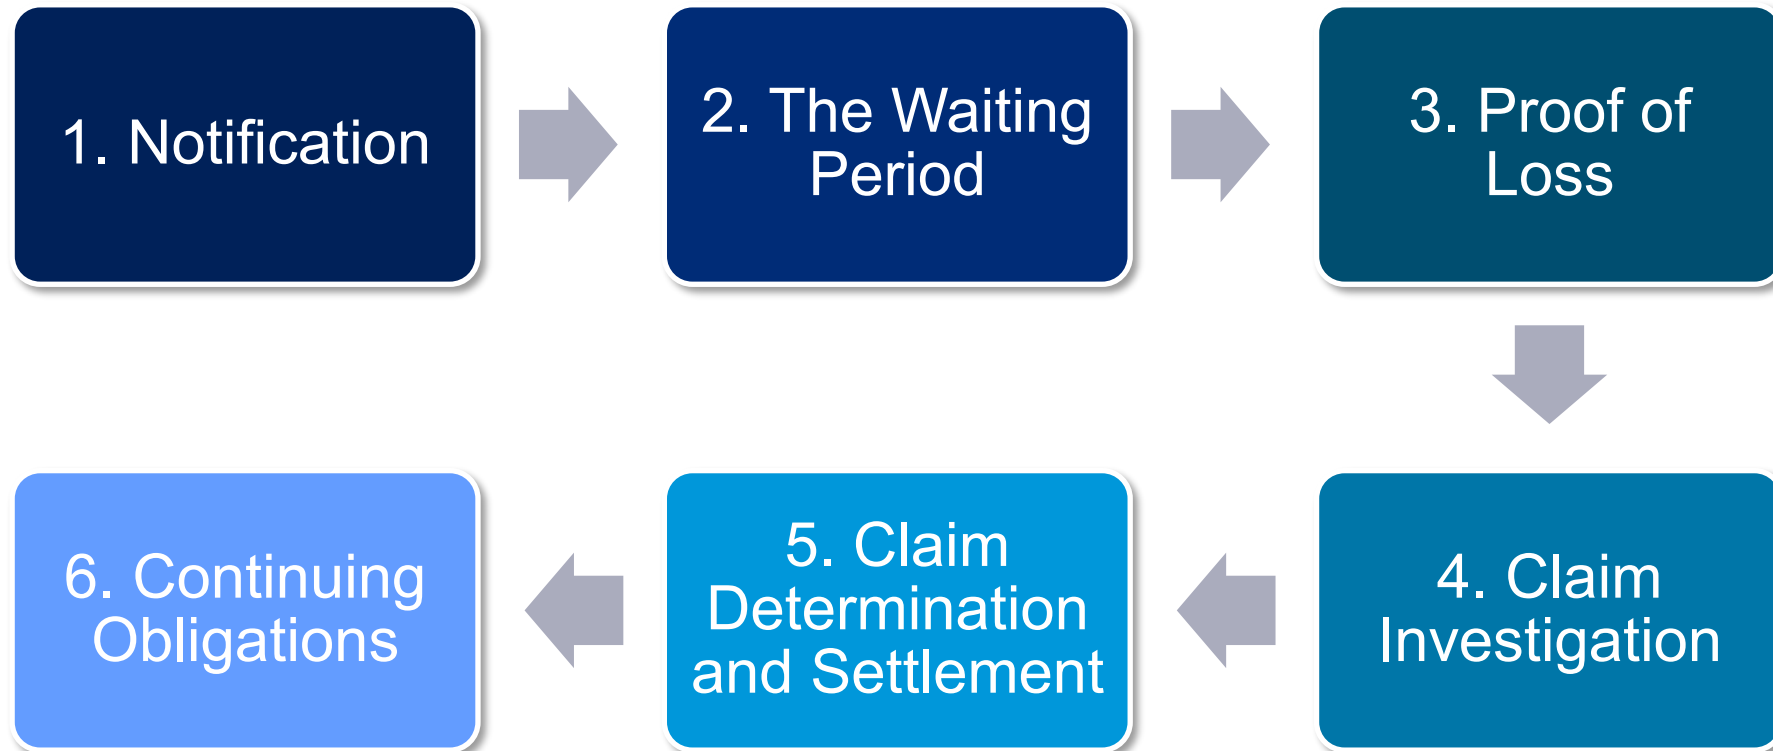 1. Notification
2. The Waiting
Period
3. Proof of
Loss
4. Claim
Investigation
5. Claim
Determination
and Settlement
6. Continuing
Obligations